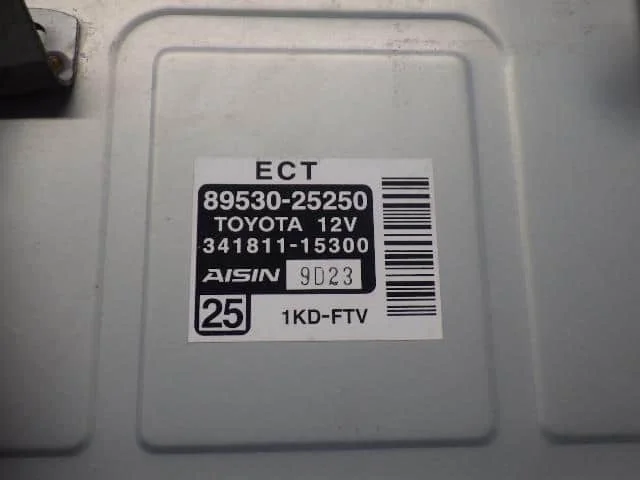 ECT
89530-25250
TOYOTA 12V
341811-15300
AISIN 9D23
25 1KD-FTV